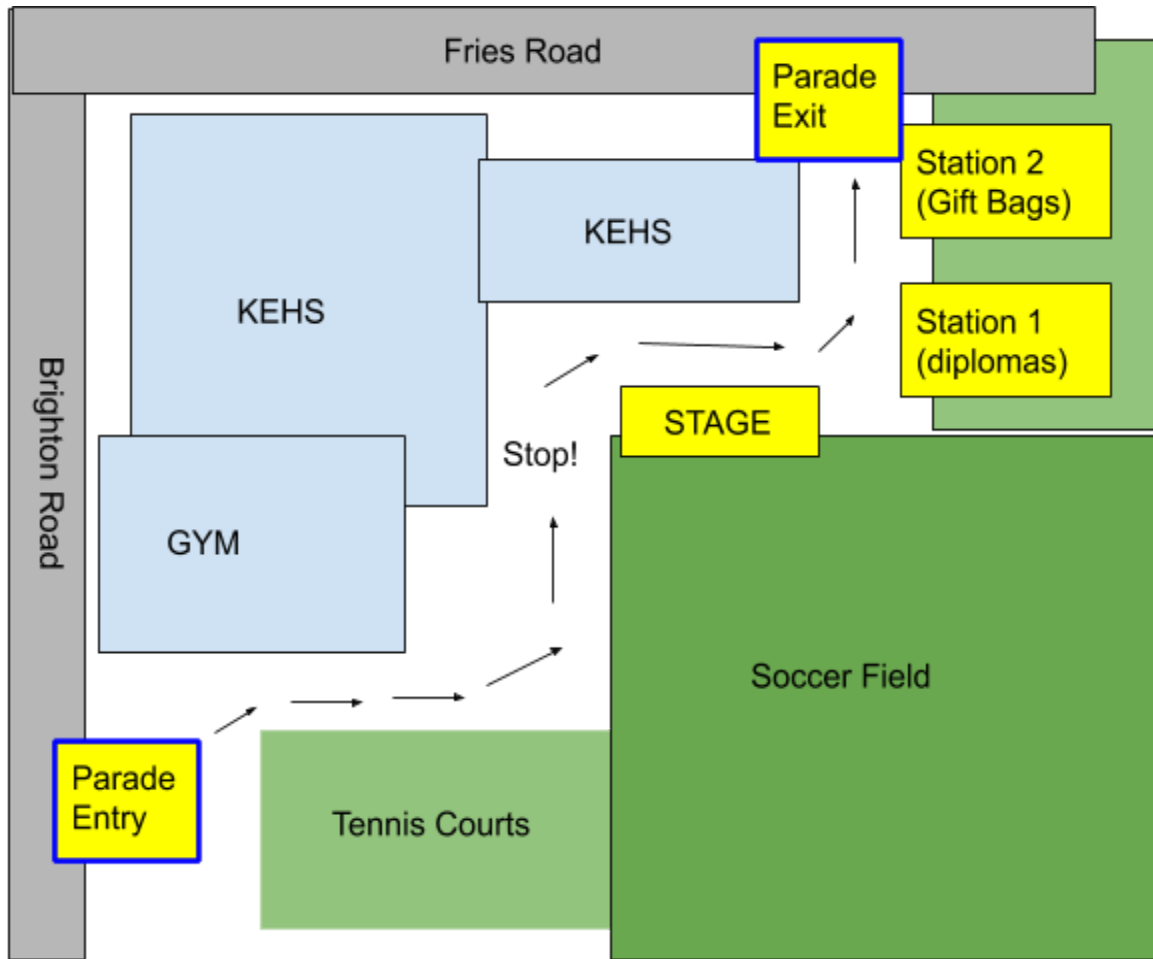 Fries Road
Parade
Exit
Station 2
(Gift Bags)
KEHS
KEHS
Station 1
(diplomas)
Brighton Road
STAGE
Stop!
GYM
Soccer Field
Parade
Entry
Tennis Courts